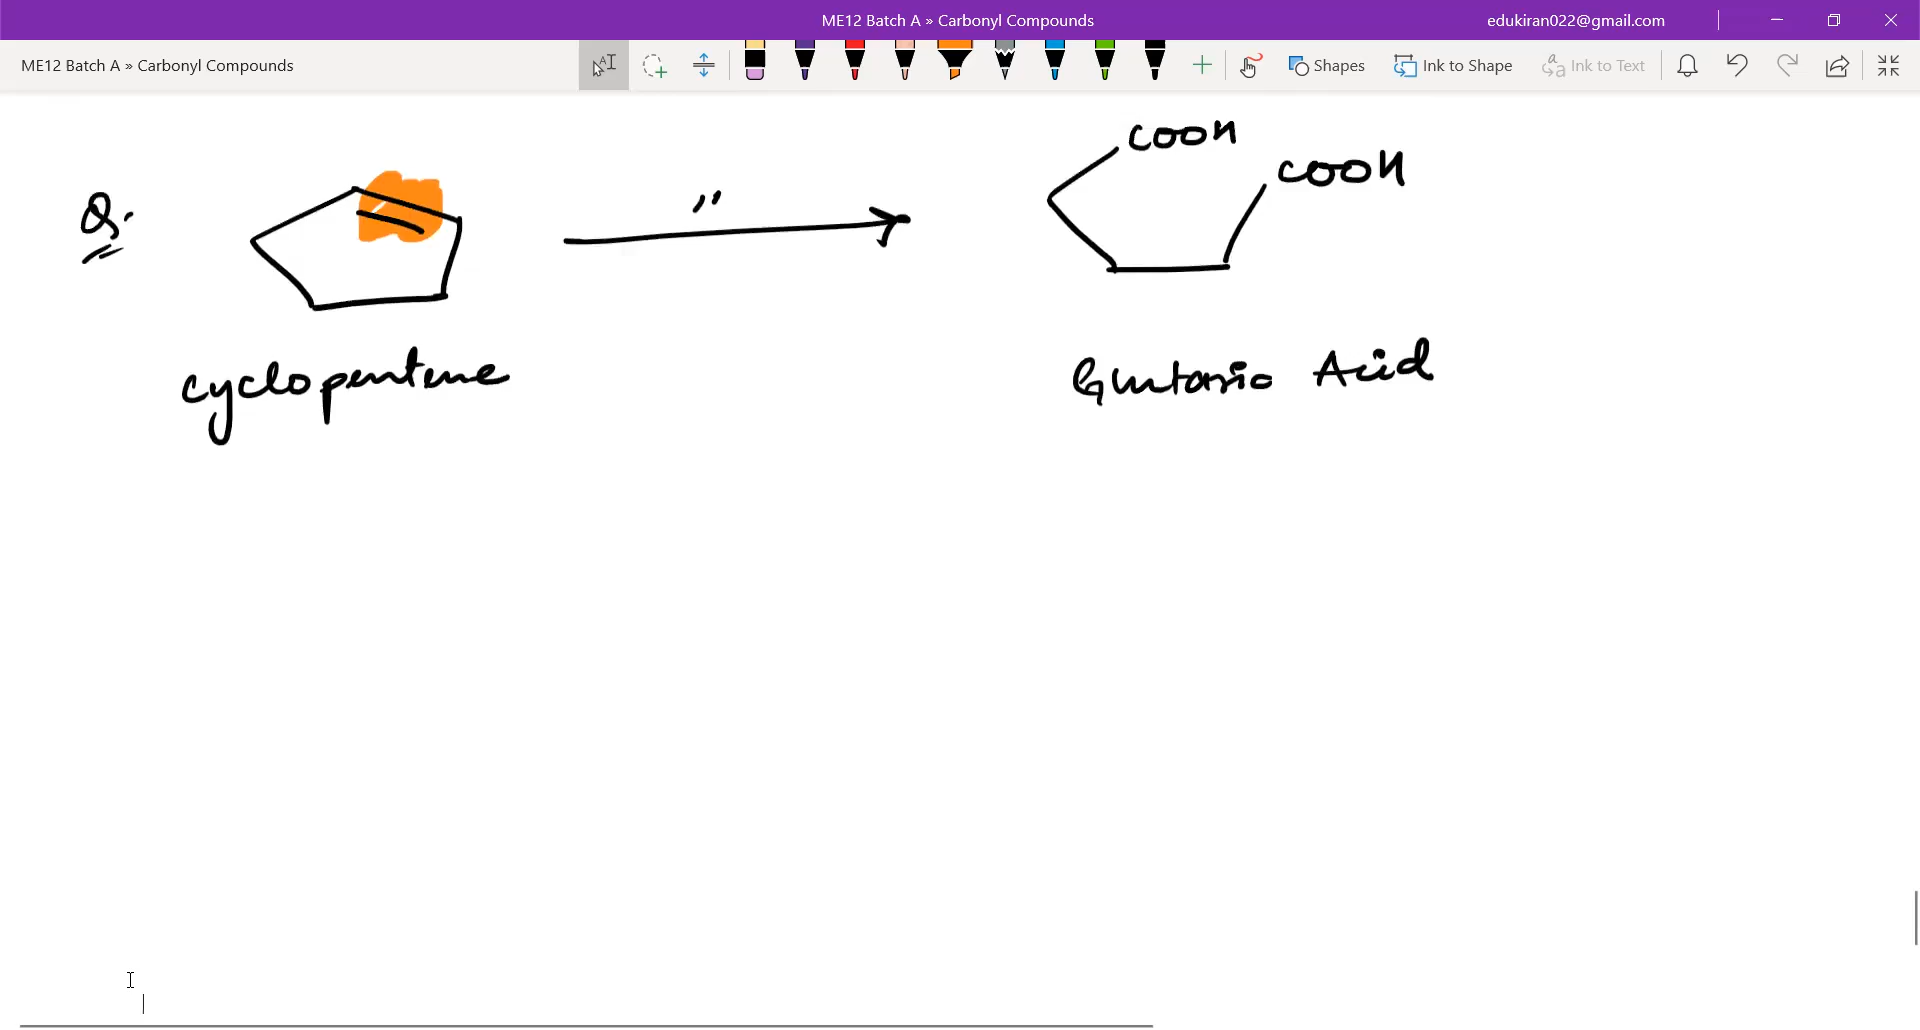 ME12 Batch A » Carbonyl Compounds
edukiran022@gmail.com
ME12 Batch A » Carbonyl Compounds
Shapes
Ink to Shape
Ink to Text
Q.
COOH
COOH
"
cyclopentene
Acid